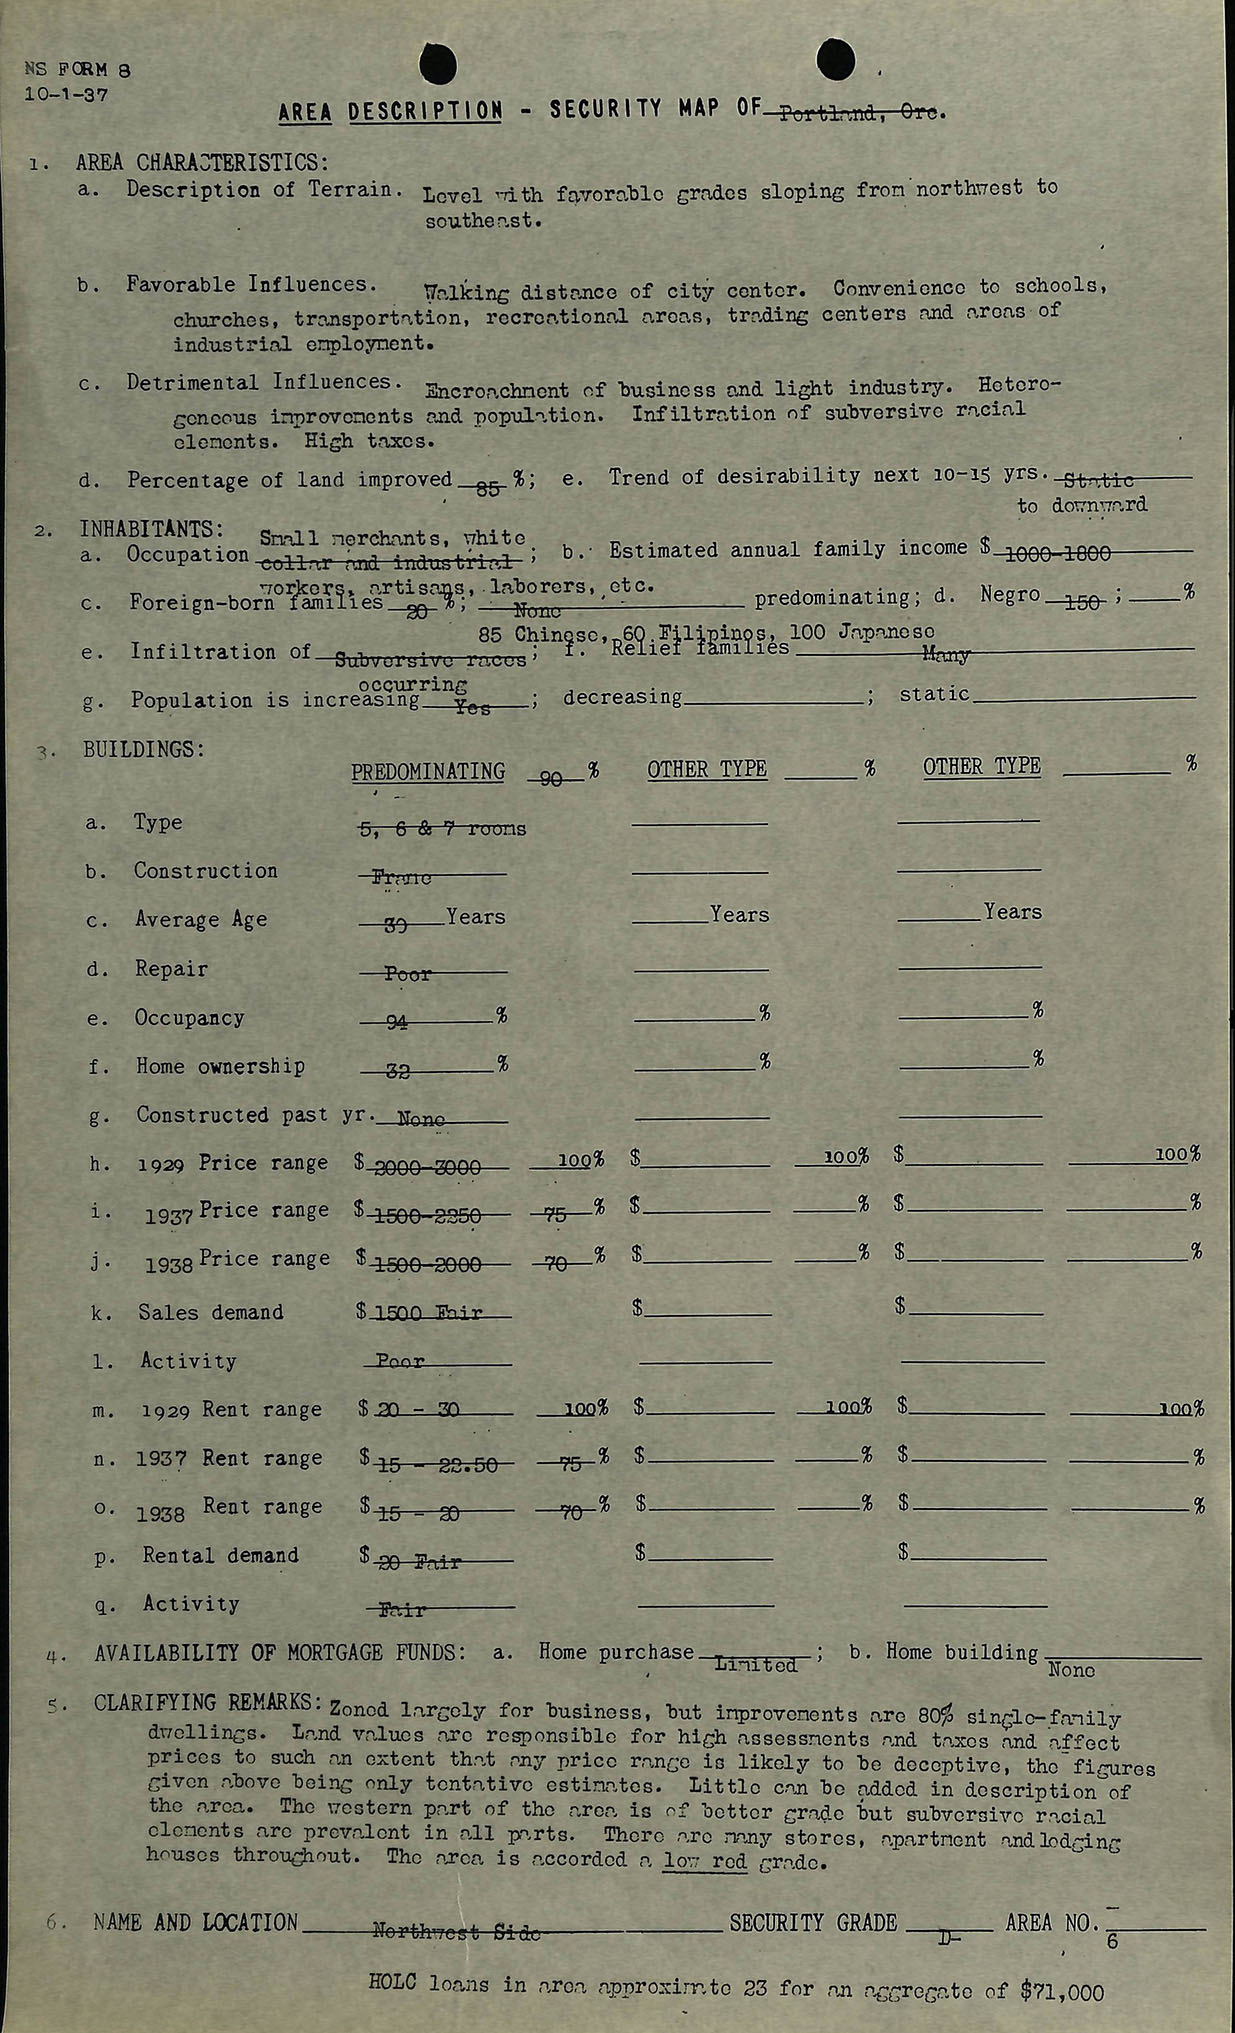 NS FORM 8
10-1-37
AREA DESCRIPTION - SECURITY MAP OF Portland, Ore.
1. AREA CHARACTERISTICS:
a. Description of Terrain. Level with favorable grades sloping from northwest to
southeast.
b. Favorable Influences. Walking distance of city center. Convenience to schools,
churches, transportation, recreational areas, trading centers and areas of
industrial employment.
c. Detrimental Influences. Encroachment of business and light industry. Hetero-
geneous improvements and population. Infiltration of subversive racial
elements. High taxes.
d. Percentage of land improved 85 %; e. Trend of desirability next 10-15 yrs. Static
to downward
2. INHABITANTS: Small merchants, white
a. Occupation collar and industrial; b. Estimated annual family income $ 1000-1800
workers, artisans, laborers, etc.
c. Foreign-born families 20 %; None predominating; d. Negro 150 ; %
85 Chinese, 60 Filipinos, 100 Japanese
e. Infiltration of Subversive races; f. Relief families Many
occurring
g. Population is increasing Yes ; decreasing ; static
3. BUILDINGS:
PREDOMINATING 90 % OTHER TYPE % OTHER TYPE %
a. Type 5, 6 & 7 rooms
b. Construction Frame
c. Average Age 39 Years Years Years
d. Repair Poor
e. Occupancy 94 % % %
f. Home ownership 32 % % %
g. Constructed past yr. None
h. 1929 Price range $ 2000-3000 100% $ 100% $ 100%
i. 1937 Price range $ 1500-2250 75 % $ % $ %
j. 1938 Price range $ 1500-2000 70 % $ % $ %
k. Sales demand $ 1500 Fair $ $
l. Activity Poor
m. 1929 Rent range $ 20 - 30 100% $ 100% $ 100%
n. 1937 Rent range $ 15 - 22.50 75 % $ % $ %
o. 1938 Rent range $ 15 - 20 70 % $ % $ %
p. Rental demand $ 20 Fair $ $
q. Activity Fair
4. AVAILABILITY OF MORTGAGE FUNDS: a. Home purchase Limited ; b. Home building None
5. CLARIFYING REMARKS: Zoned largely for business, but improvements are 80% single-family
dwellings. Land values are responsible for high assessments and taxes and affect
prices to such an extent that any price range is likely to be deceptive, the figures
given above being only tentative estimates. Little can be added in description of
the area. The western part of the area is of better grade but subversive racial
elements are prevalent in all parts. There are many stores, apartment and lodging
houses throughout. The area is accorded a low red grade.
6. NAME AND LOCATION Northwest Side SECURITY GRADE D- AREA NO. 6
HOLC loans in area approximate 23 for an aggregate of $71,000